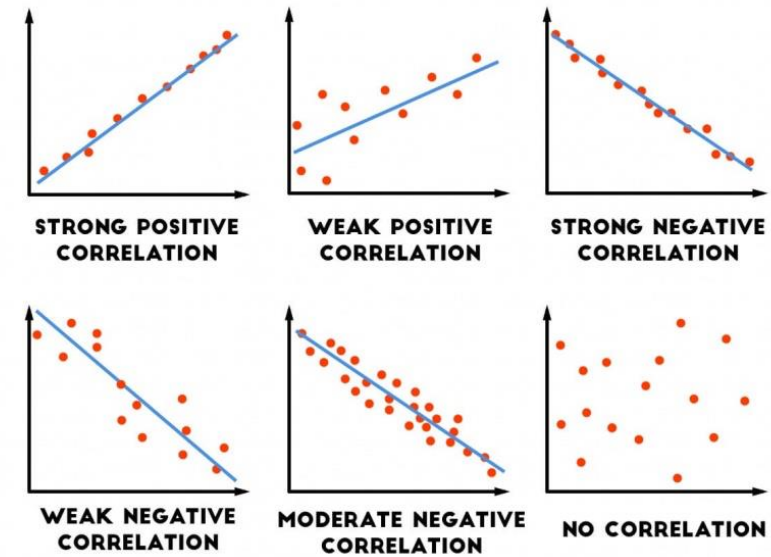 STRONG POSITIVE
CORRELATION
WEAK POSITIVE
CORRELATION
STRONG NEGATIVE
CORRELATION
WEAK NEGATIVE
CORRELATION
MODERATE NEGATIVE
CORRELATION
NO CORRELATION